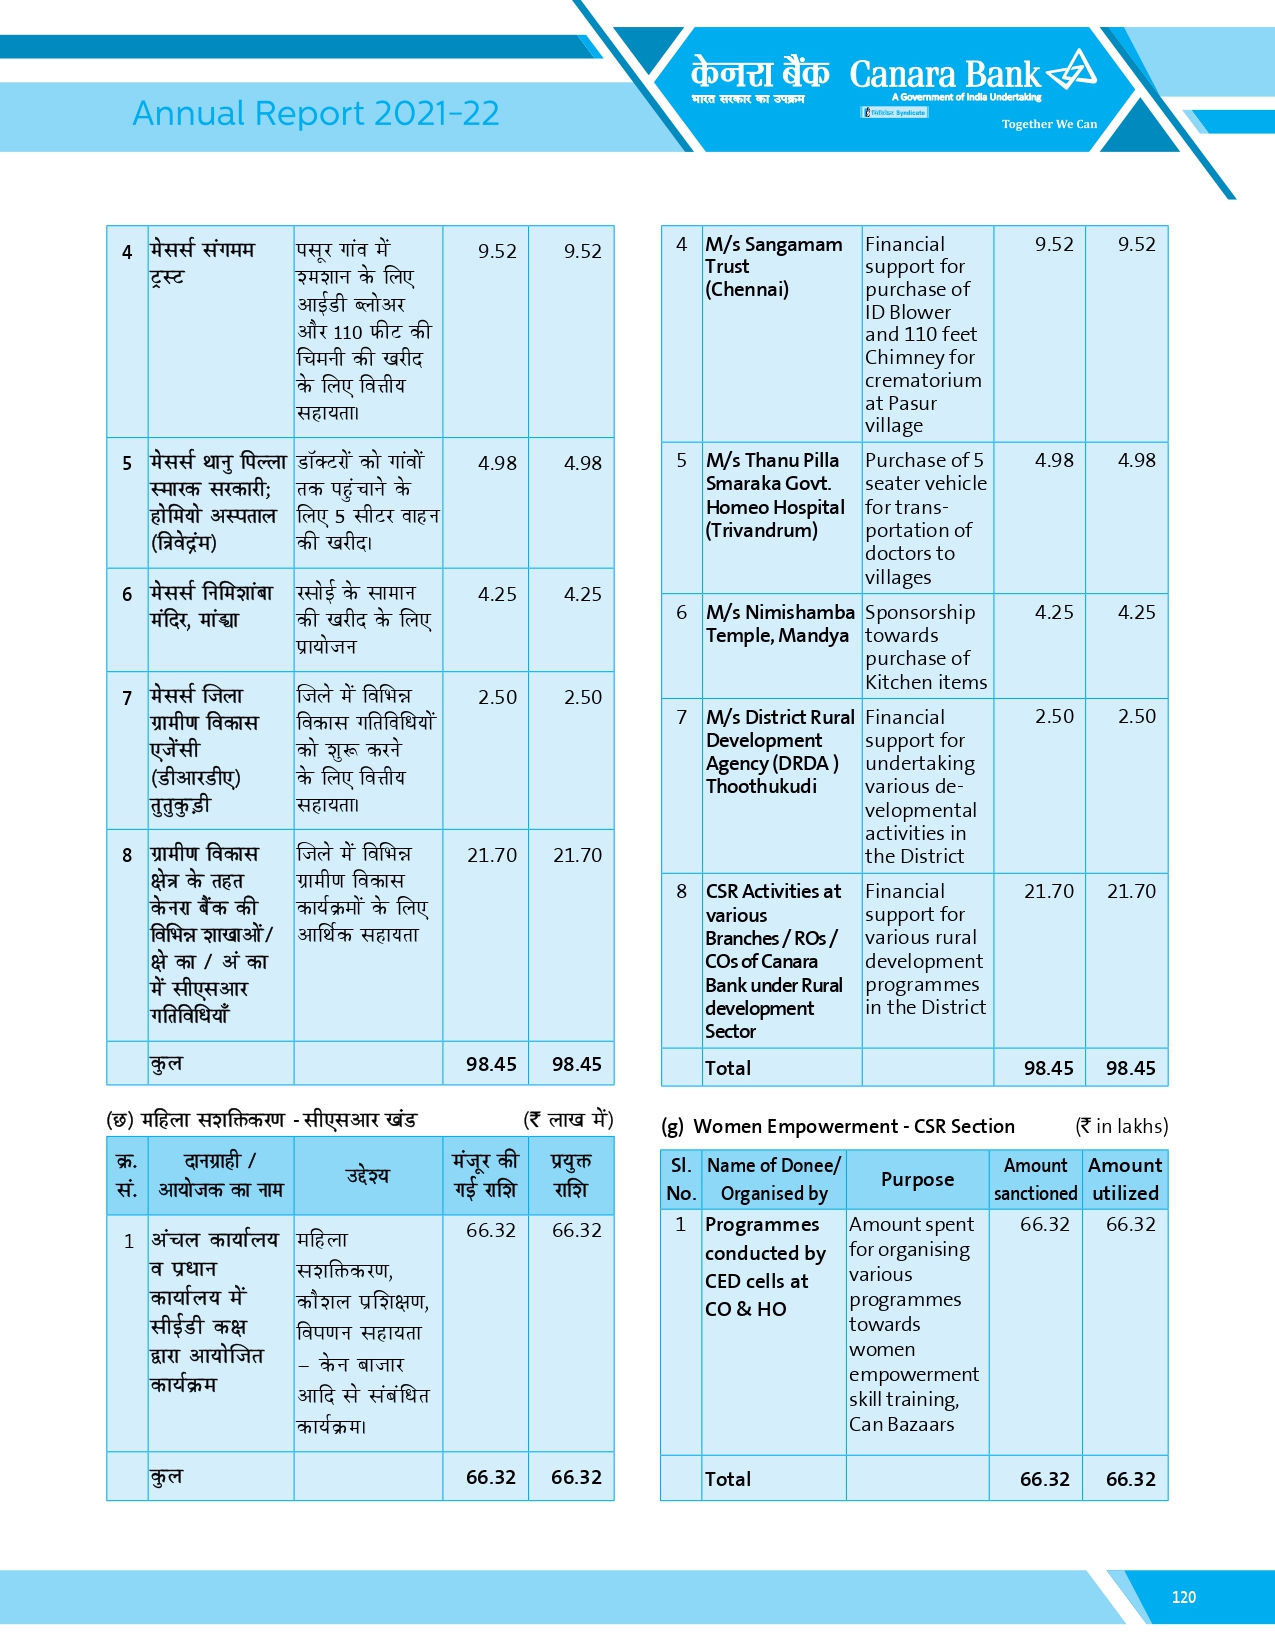 केनरा बैंक Canara Bank
भारत सरकार का उपक्रम
A Government of India Undertaking
Syndicate
Together We Can
Annual Report 2021-22
4 मेसर्स संगमम पसूर गांव में 9.52 9.52
ट्रस्ट श्मशान के लिए
आईडी ब्लोअर
और 110 फीट की
चिमनी की खरीद
के लिए वित्तीय
सहायता।
5 मेसर्स थानु पिल्ला डॉक्टरों को गांवों 4.98 4.98
स्मारक सरकारी; तक पहुंचाने के
होमियो अस्पताल लिए 5 सीटर वाहन
(त्रिवेद्रंम) की खरीद।
6 मेसर्स निमिशांबा रसोई के सामान 4.25 4.25
मंदिर, मांड्या की खरीद के लिए
प्रायोजन
7 मेसर्स जिला जिले में विभिन्न 2.50 2.50
ग्रामीण विकास विकास गतिविधियों
एजेंसी को शुरू करने
(डीआरडीए) के लिए वित्तीय
तुतुकुड़ी सहायता।
8 ग्रामीण विकास जिले में विभिन्न 21.70 21.70
क्षेत्र के तहत ग्रामीण विकास
केनरा बैंक की कार्यक्रमों के लिए
विभिन्न शाखाओं/ आर्थिक सहायता
क्षे का / अं का
में सीएसआर
गतिविधियाँ
कुल 98.45 98.45
(छ) महिला सशक्तिकरण - सीएसआर खंड (₹ लाख में)
क्र. दानग्राही / उद्देश्य मंजूर की प्रयुक्त
सं. आयोजक का नाम गई राशि राशि
1 अंचल कार्यालय महिला 66.32 66.32
व प्रधान सशक्तिकरण,
कार्यालय में कौशल प्रशिक्षण,
सीईडी कक्ष विपणन सहायता
द्वारा आयोजित – केन बाजार
कार्यक्रम आदि से संबंधित
कार्यक्रम।
कुल 66.32 66.32
4 M/s Sangamam Financial 9.52 9.52
Trust support for
(Chennai) purchase of
ID Blower
and 110 feet
Chimney for
crematorium
at Pasur
village
5 M/s Thanu Pilla Purchase of 5 4.98 4.98
Smaraka Govt. seater vehicle
Homeo Hospital for trans-
(Trivandrum) portation of
doctors to
villages
6 M/s Nimishamba Sponsorship 4.25 4.25
Temple, Mandya towards
purchase of
Kitchen items
7 M/s District Rural Financial 2.50 2.50
Development support for
Agency (DRDA ) undertaking
Thoothukudi various de-
velopmental
activities in
the District
8 CSR Activities at Financial 21.70 21.70
various support for
Branches / ROs / various rural
COs of Canara development
Bank under Rural programmes
development in the District
Sector
Total 98.45 98.45
(g) Women Empowerment - CSR Section (₹ in lakhs)
Sl. Name of Donee/ Purpose Amount Amount
No. Organised by sanctioned utilized
1 Programmes Amount spent 66.32 66.32
conducted by for organising
CED cells at various
CO & HO programmes
towards
women
empowerment
skill training,
Can Bazaars
Total 66.32 66.32
120